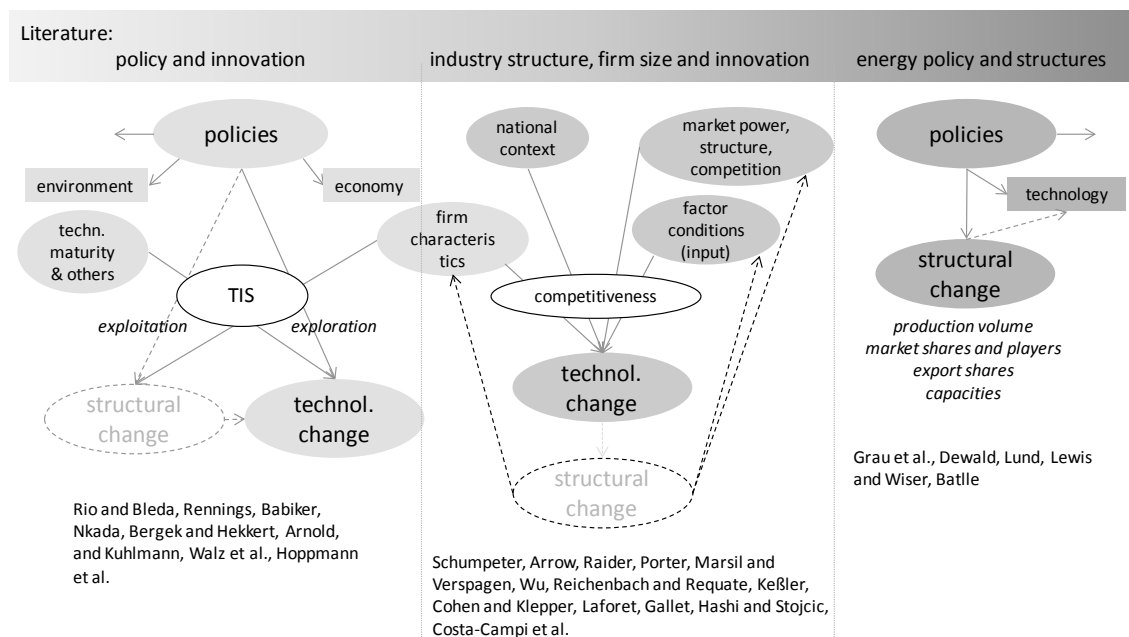 Literature:
policy and innovation
industry structure, firm size and innovation
energy policy and structures
policies
environment
economy
techn.
maturity
& others
TIS
exploitation
exploration
structural
change
technol.
change
Rio and Bleda, Rennings, Babiker,
Nkada, Bergek and Hekkert, Arnold,
and Kuhlmann, Walz et al., Hoppmann
et al.
national
context
market power,
structure,
competition
firm
characteris
tics
factor
conditions
(input)
competitiveness
technol.
change
structural
change
Schumpeter, Arrow, Raider, Porter, Marsil and
Verspagen, Wu, Reichenbach and Requate, Keßler,
Cohen and Klepper, Laforet, Gallet, Hashi and Stojcic,
Costa-Campi et al.
policies
technology
structural
change
production volume
market shares and players
export shares
capacities
Grau et al., Dewald, Lund, Lewis
and Wiser, Batlle